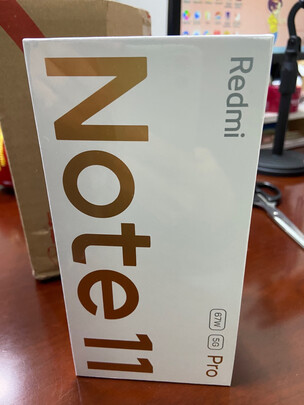 Redmi
Note 11
67W 5G Pro